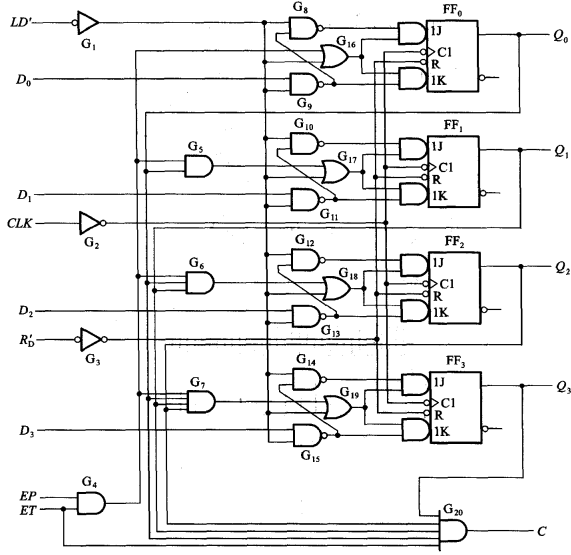 LD′
G₁
G₈
G₁₆
FF₀
1J
C1
R
1K
Q₀
D₀
G₉
G₁₀
FF₁
G₅
G₁₇
1J
C1
R
1K
Q₁
D₁
G₁₁
CLK
G₂
G₁₂
FF₂
G₆
G₁₈
1J
C1
R
1K
Q₂
D₂
G₁₃
R′D
G₃
G₁₄
FF₃
G₇
G₁₉
1J
C1
R
1K
Q₃
D₃
G₁₅
G₄
EP
ET
G₂₀
C